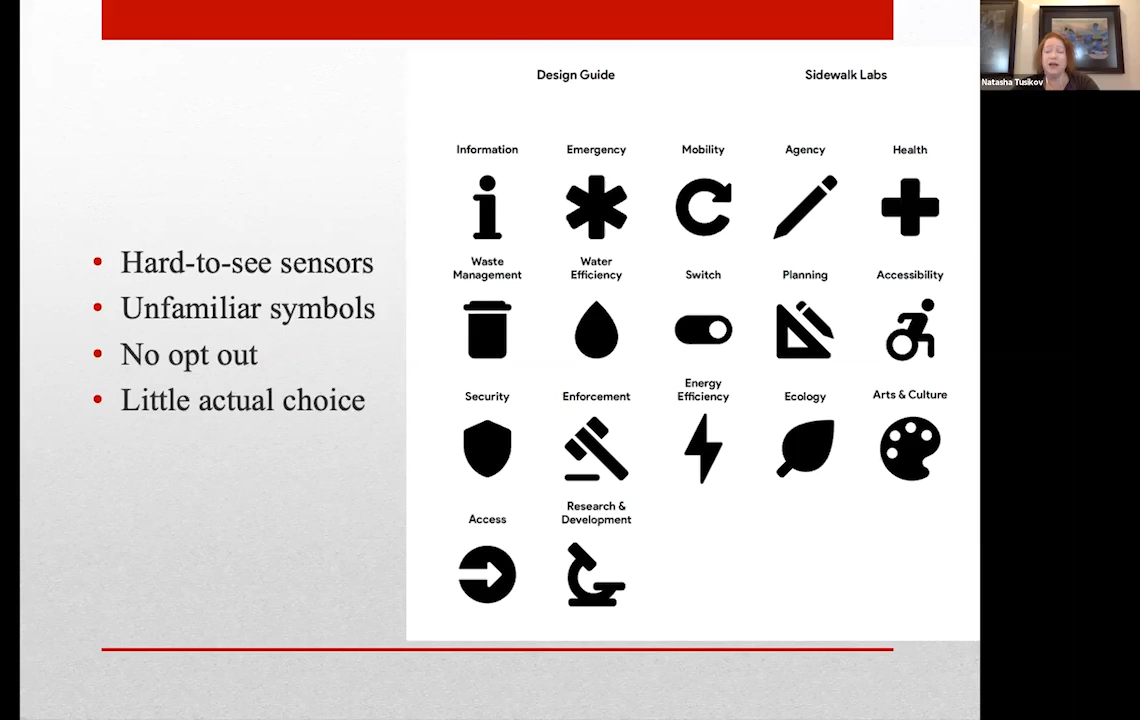 Design Guide
Sidewalk Labs
Natasha Tusikov
Hard-to-see sensors
Unfamiliar symbols
No opt out
Little actual choice
Information
Emergency
Mobility
Agency
Health
Waste
Management
Water
Efficiency
Switch
Planning
Accessibility
Security
Enforcement
Energy
Efficiency
Ecology
Arts & Culture
Access
Research &
Development